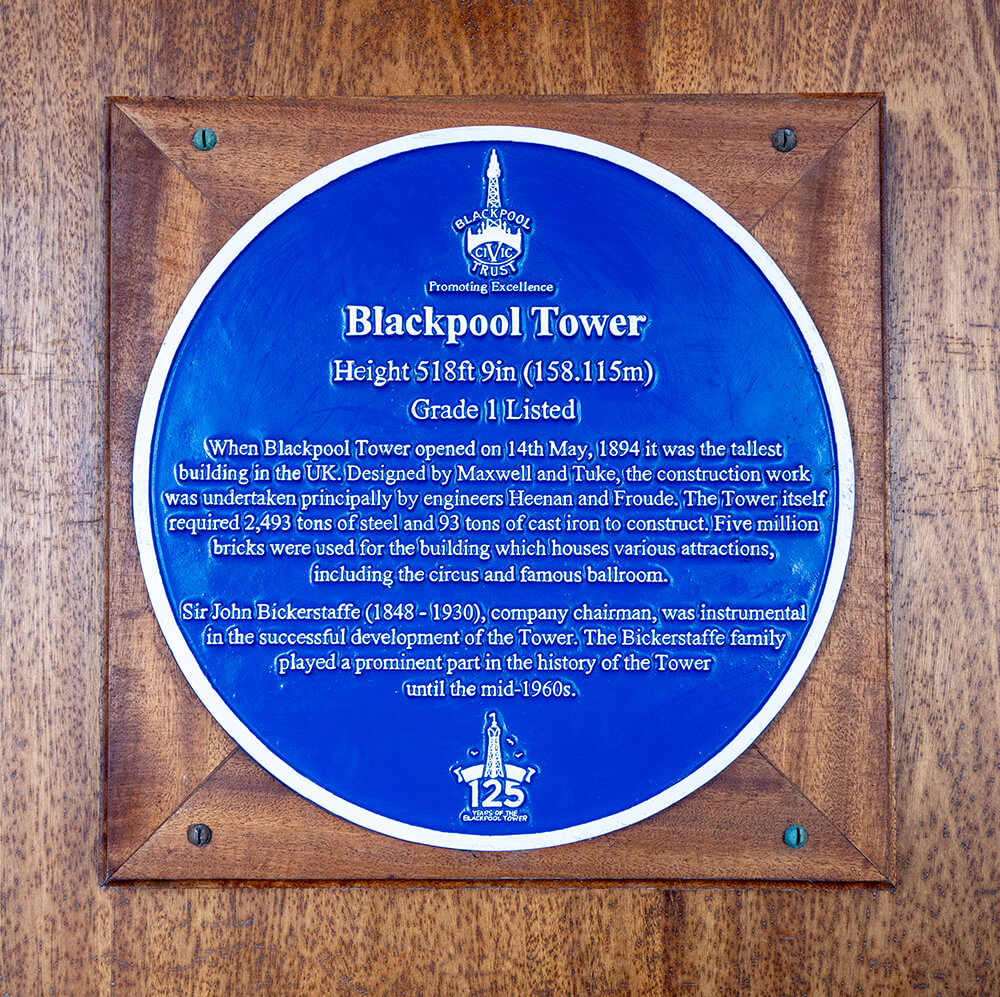 BLACKPOOL
CIVIC
TRUST
Promoting Excellence
Blackpool Tower
Height 518ft 9in (158.115m)
Grade 1 Listed
When Blackpool Tower opened on 14th May, 1894 it was the tallest
building in the UK. Designed by Maxwell and Tuke, the construction work
was undertaken principally by engineers Heenan and Froude. The Tower itself
required 2,493 tons of steel and 93 tons of cast iron to construct. Five million
bricks were used for the building which houses various attractions,
including the circus and famous ballroom.
Sir John Bickerstaffe (1848 - 1930), company chairman, was instrumental
in the successful development of the Tower. The Bickerstaffe family
played a prominent part in the history of the Tower
until the mid-1960s.
125
YEARS OF THE
BLACKPOOL TOWER